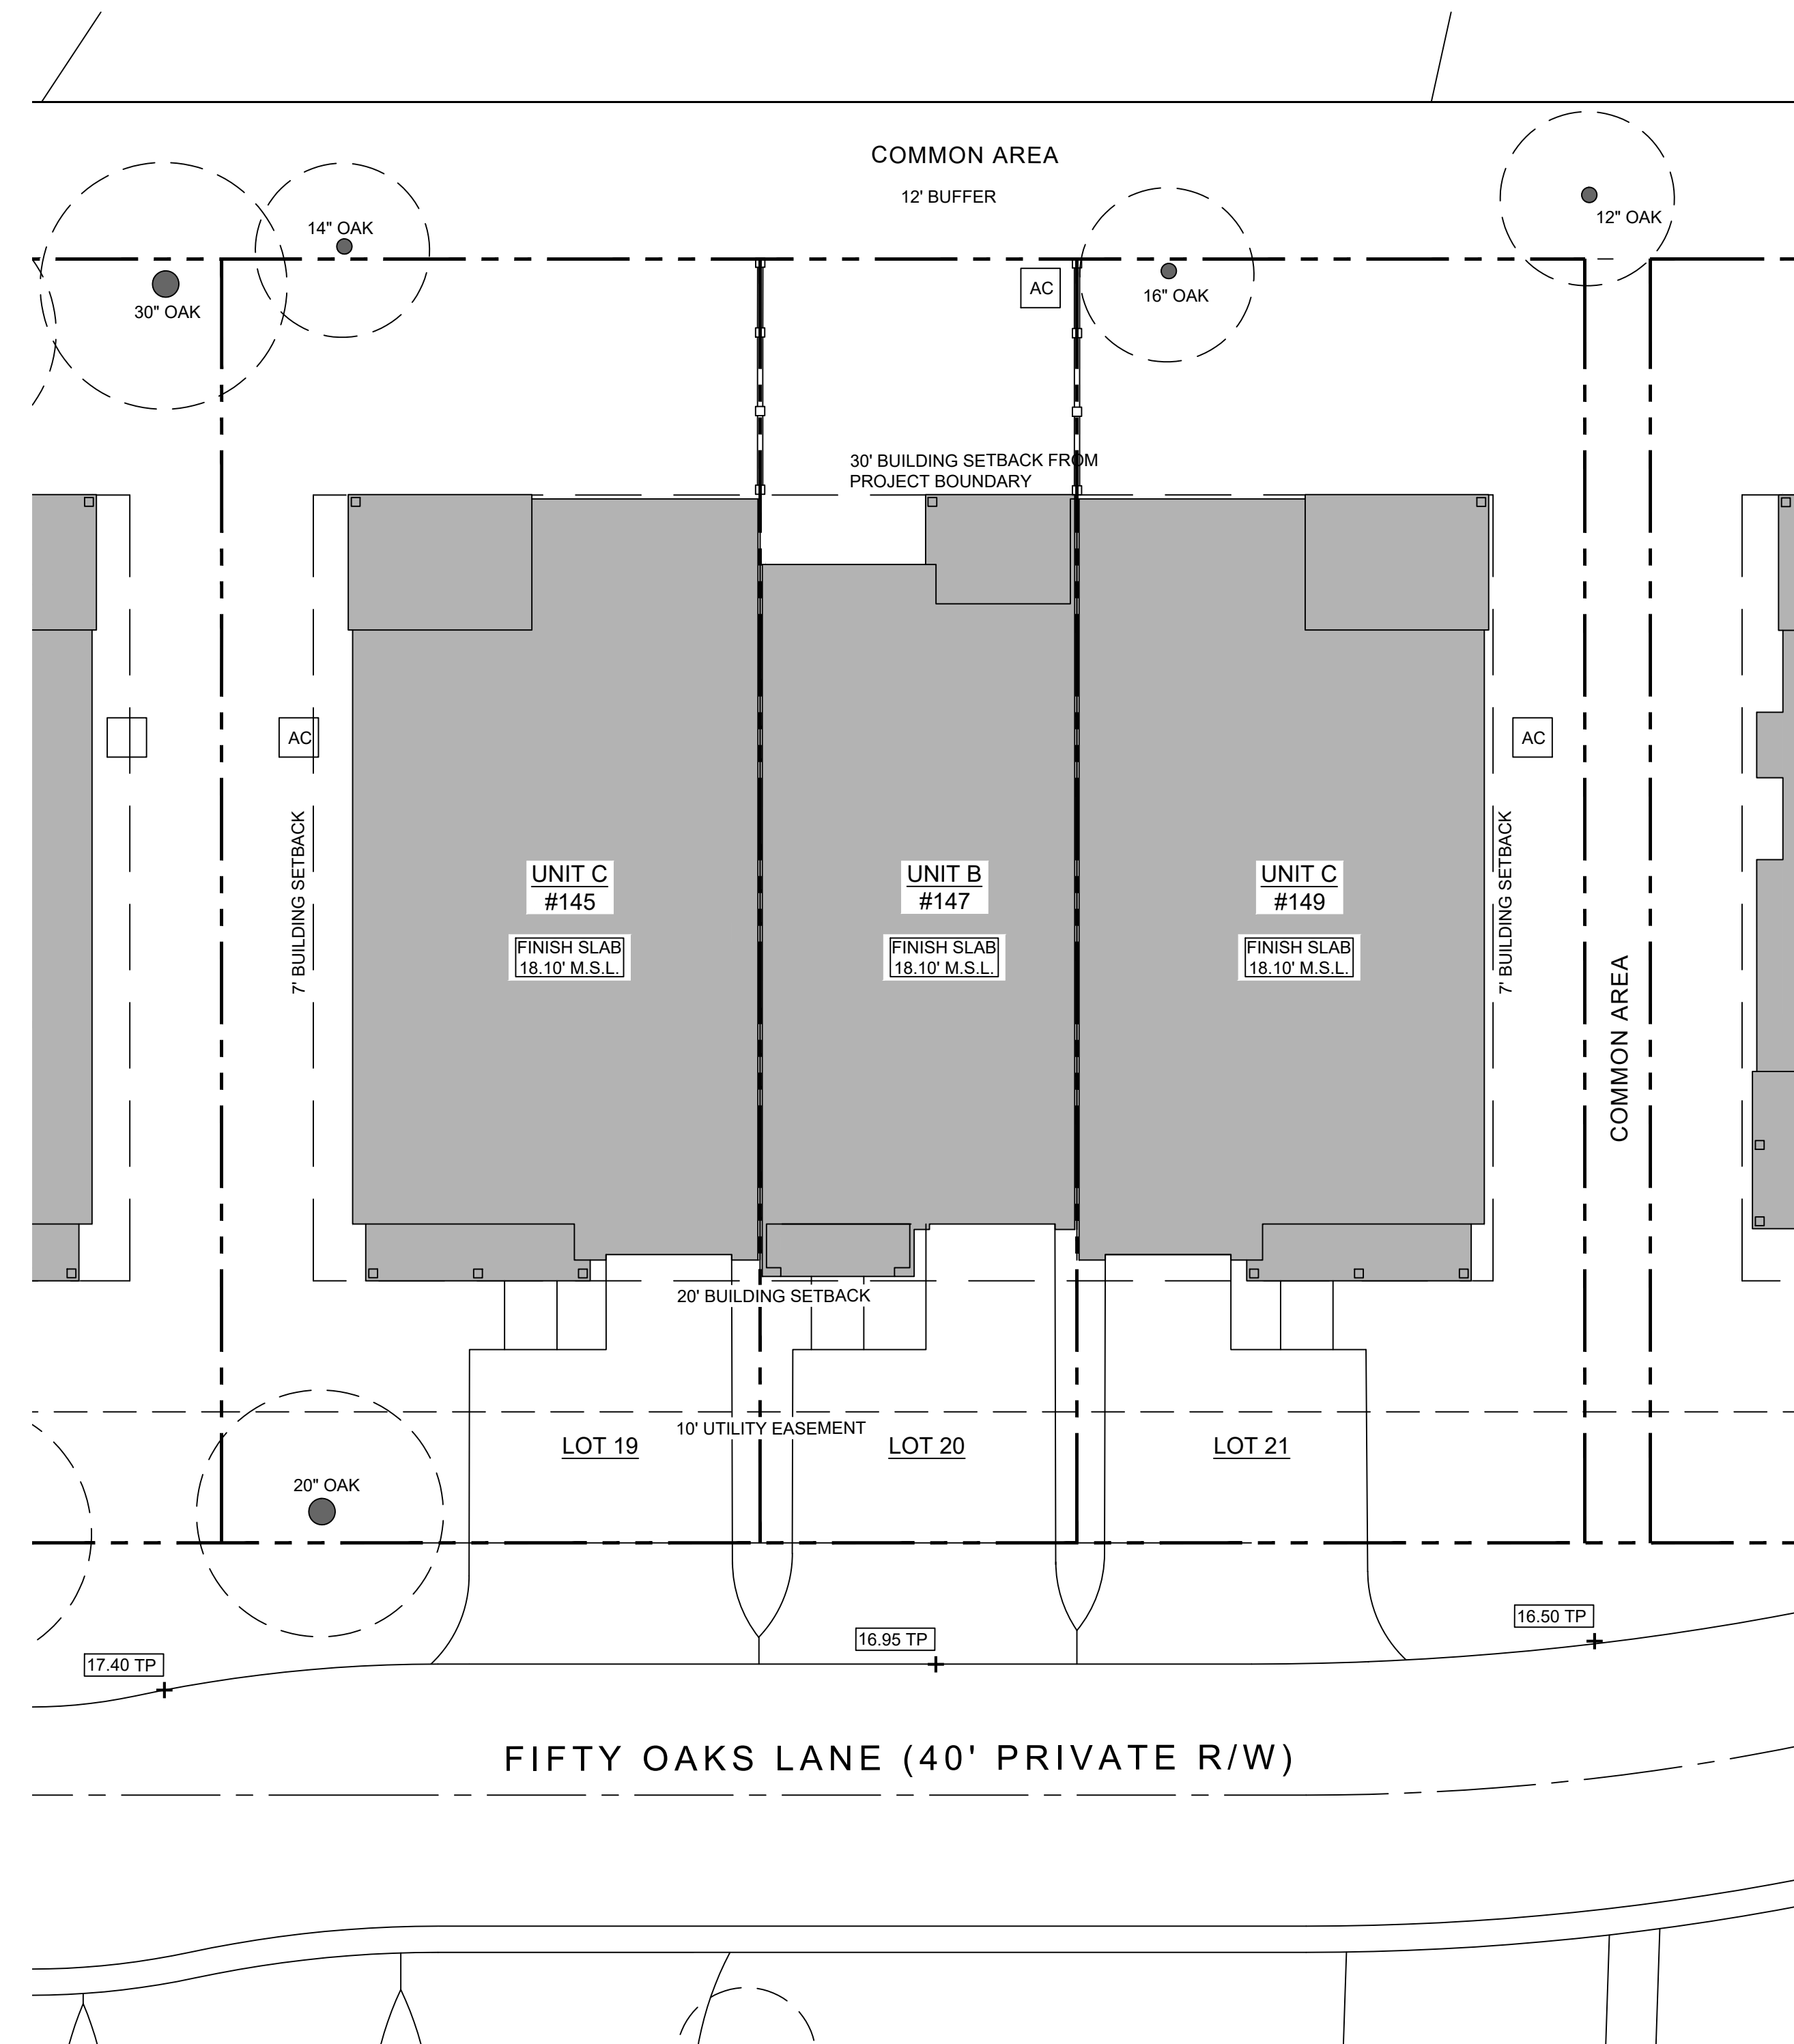 COMMON AREA
12' BUFFER
14" OAK
12" OAK
30" OAK
AC
16" OAK
30' BUILDING SETBACK FROM
PROJECT BOUNDARY
AC
AC
7' BUILDING SETBACK
7' BUILDING SETBACK
UNIT C
#145
FINISH SLAB
18.10' M.S.L.
UNIT B
#147
FINISH SLAB
18.10' M.S.L.
UNIT C
#149
FINISH SLAB
18.10' M.S.L.
COMMON AREA
20' BUILDING SETBACK
10' UTILITY EASEMENT
LOT 19
LOT 20
LOT 21
20" OAK
17.40 TP
16.95 TP
16.50 TP
FIFTY OAKS LANE (40' PRIVATE R/W)